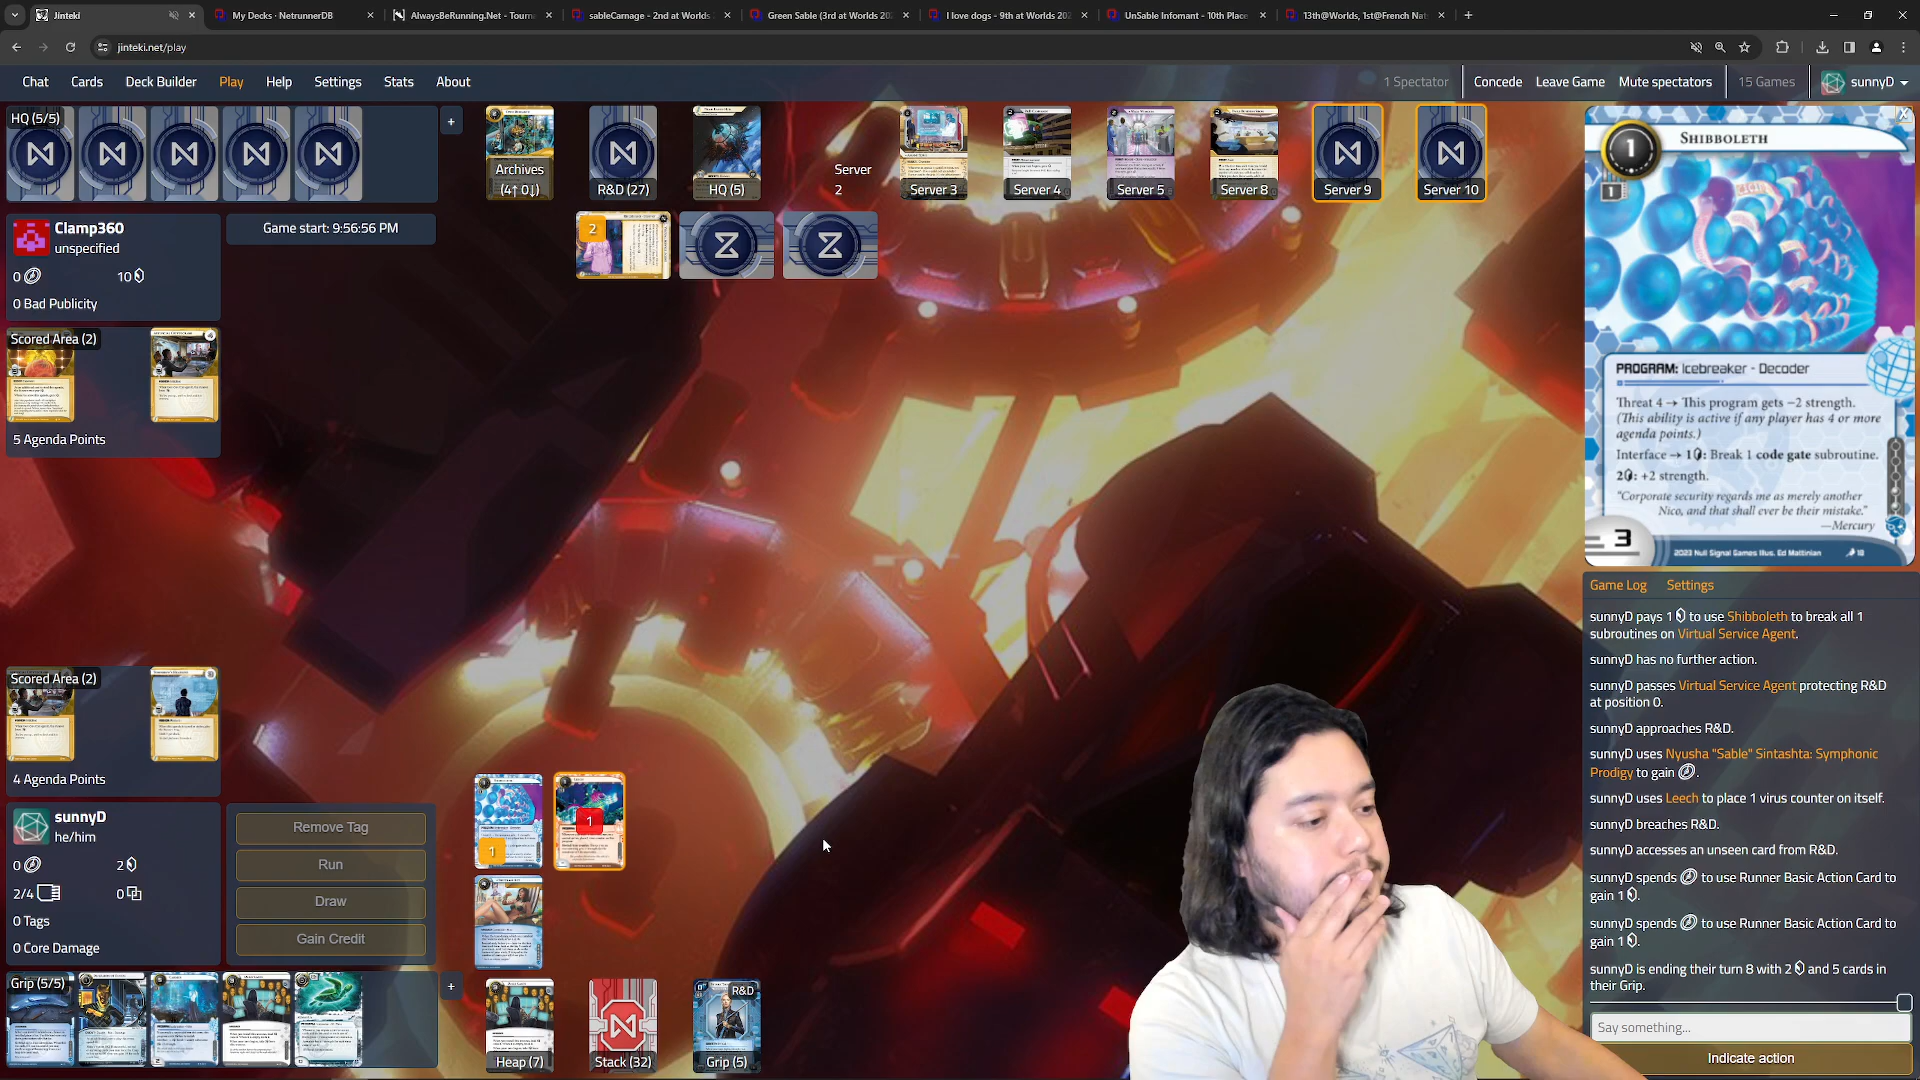 Jinteki
My Decks · NetrunnerDB
AlwaysBeRunning.Net - Tourna
sableCarnage - 2nd at Worlds
Green Sable (3rd at Worlds 202
I love dogs - 9th at Worlds 202
UnSable Infomant - 10th Place
13th@Worlds, 1st@French Nat
jinteki.net/play
Chat
Cards
Deck Builder
Play
Help
Settings
Stats
About
1 Spectator
Concede
Leave Game
Mute spectators
15 Games
sunnyD
HQ (5/5)
+
Archives
(4↑ 0↓)
R&D (27)
HQ (5)
Server
2
Server 3
Server 4
Server 5
Server 8
Server 9
Server 10
2
Clamp360
unspecified
0
10
0 Bad Publicity
Game start: 9:56:56 PM
Scored Area (2)
5 Agenda Points
Scored Area (2)
4 Agenda Points
sunnyD
he/him
0
2
2/4
0
0 Tags
0 Core Damage
Remove Tag
Run
Draw
Gain Credit
1
1
Grip (5/5)
+
Heap (7)
Stack (32)
R&D
Grip (5)
X
1
Shibboleth
1
PROGRAM: Icebreaker - Decoder
Threat 4 → This program gets −2 strength.
(This ability is active if any player has 4 or more
agenda points.)
Interface → 1: Break 1 code gate subroutine.
2: +2 strength.
"Corporate security regards me as merely another
Nico, and that shall ever be their mistake."
—Mercury
3
2023 Null Signal Games Illus. Ed Mattinian
18
Game Log
Settings
sunnyD pays 1 to use Shibboleth to break all 1
subroutines on Virtual Service Agent.
sunnyD has no further action.
sunnyD passes Virtual Service Agent protecting R&D
at position 0.
sunnyD approaches R&D.
sunnyD uses Nyusha "Sable" Sintashta: Symphonic
Prodigy to gain .
sunnyD uses Leech to place 1 virus counter on itself.
sunnyD breaches R&D.
sunnyD accesses an unseen card from R&D.
sunnyD spends to use Runner Basic Action Card to
gain 1 .
sunnyD spends to use Runner Basic Action Card to
gain 1 .
sunnyD is ending their turn 8 with 2 and 5 cards in
their Grip.
Say something...
Indicate action